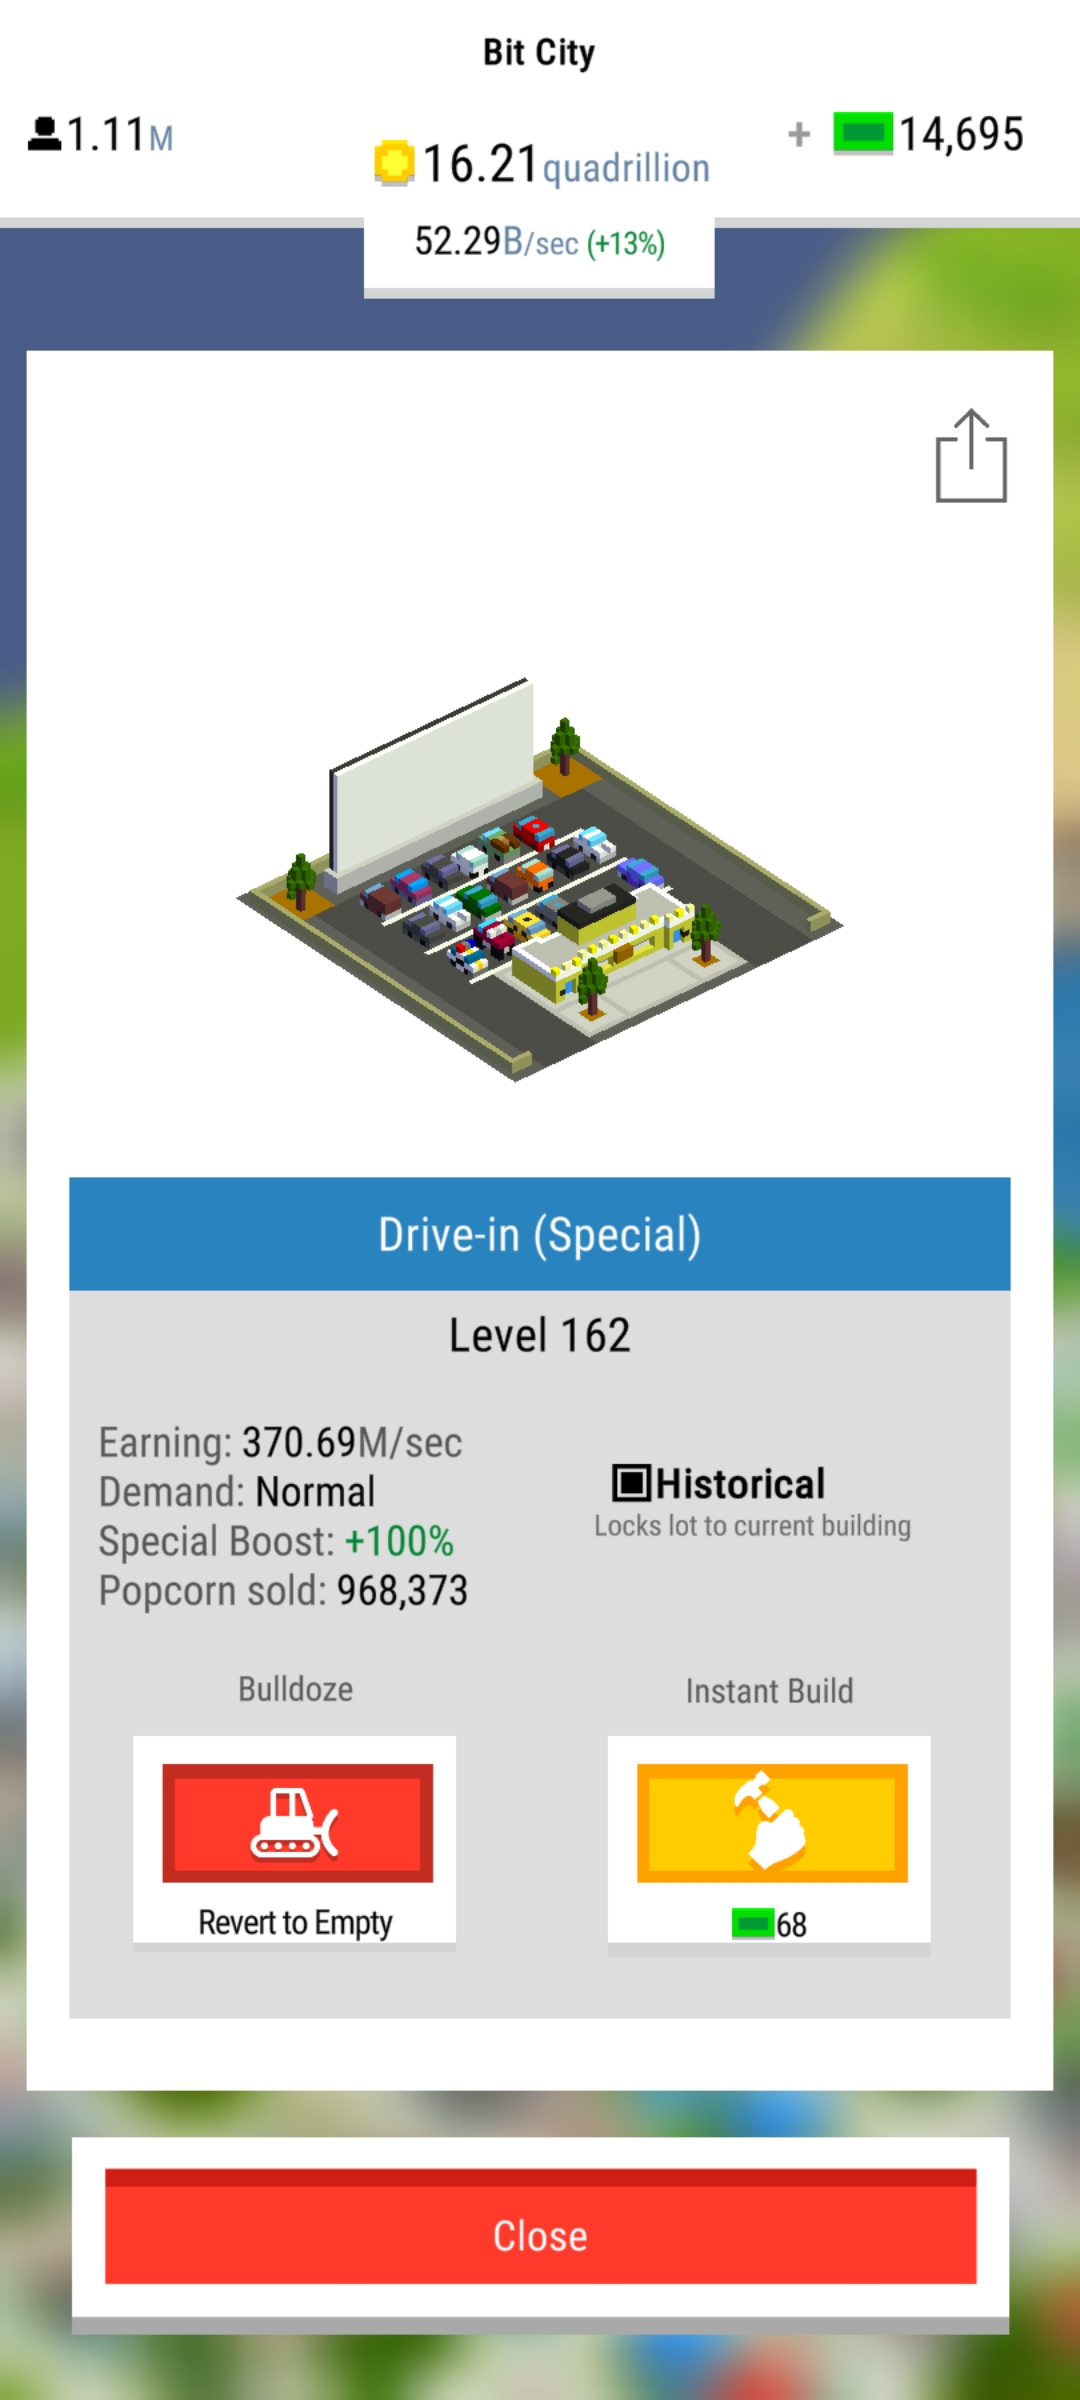 Bit City
1.11M
16.21quadrillion
+ 14,695
52.29B/sec (+13%)
Drive-in (Special)
Level 162
Earning: 370.69M/sec
Demand: Normal
Special Boost: +100%
Popcorn sold: 968,373
Historical
Locks lot to current building
Bulldoze
Instant Build
Revert to Empty
68
Close